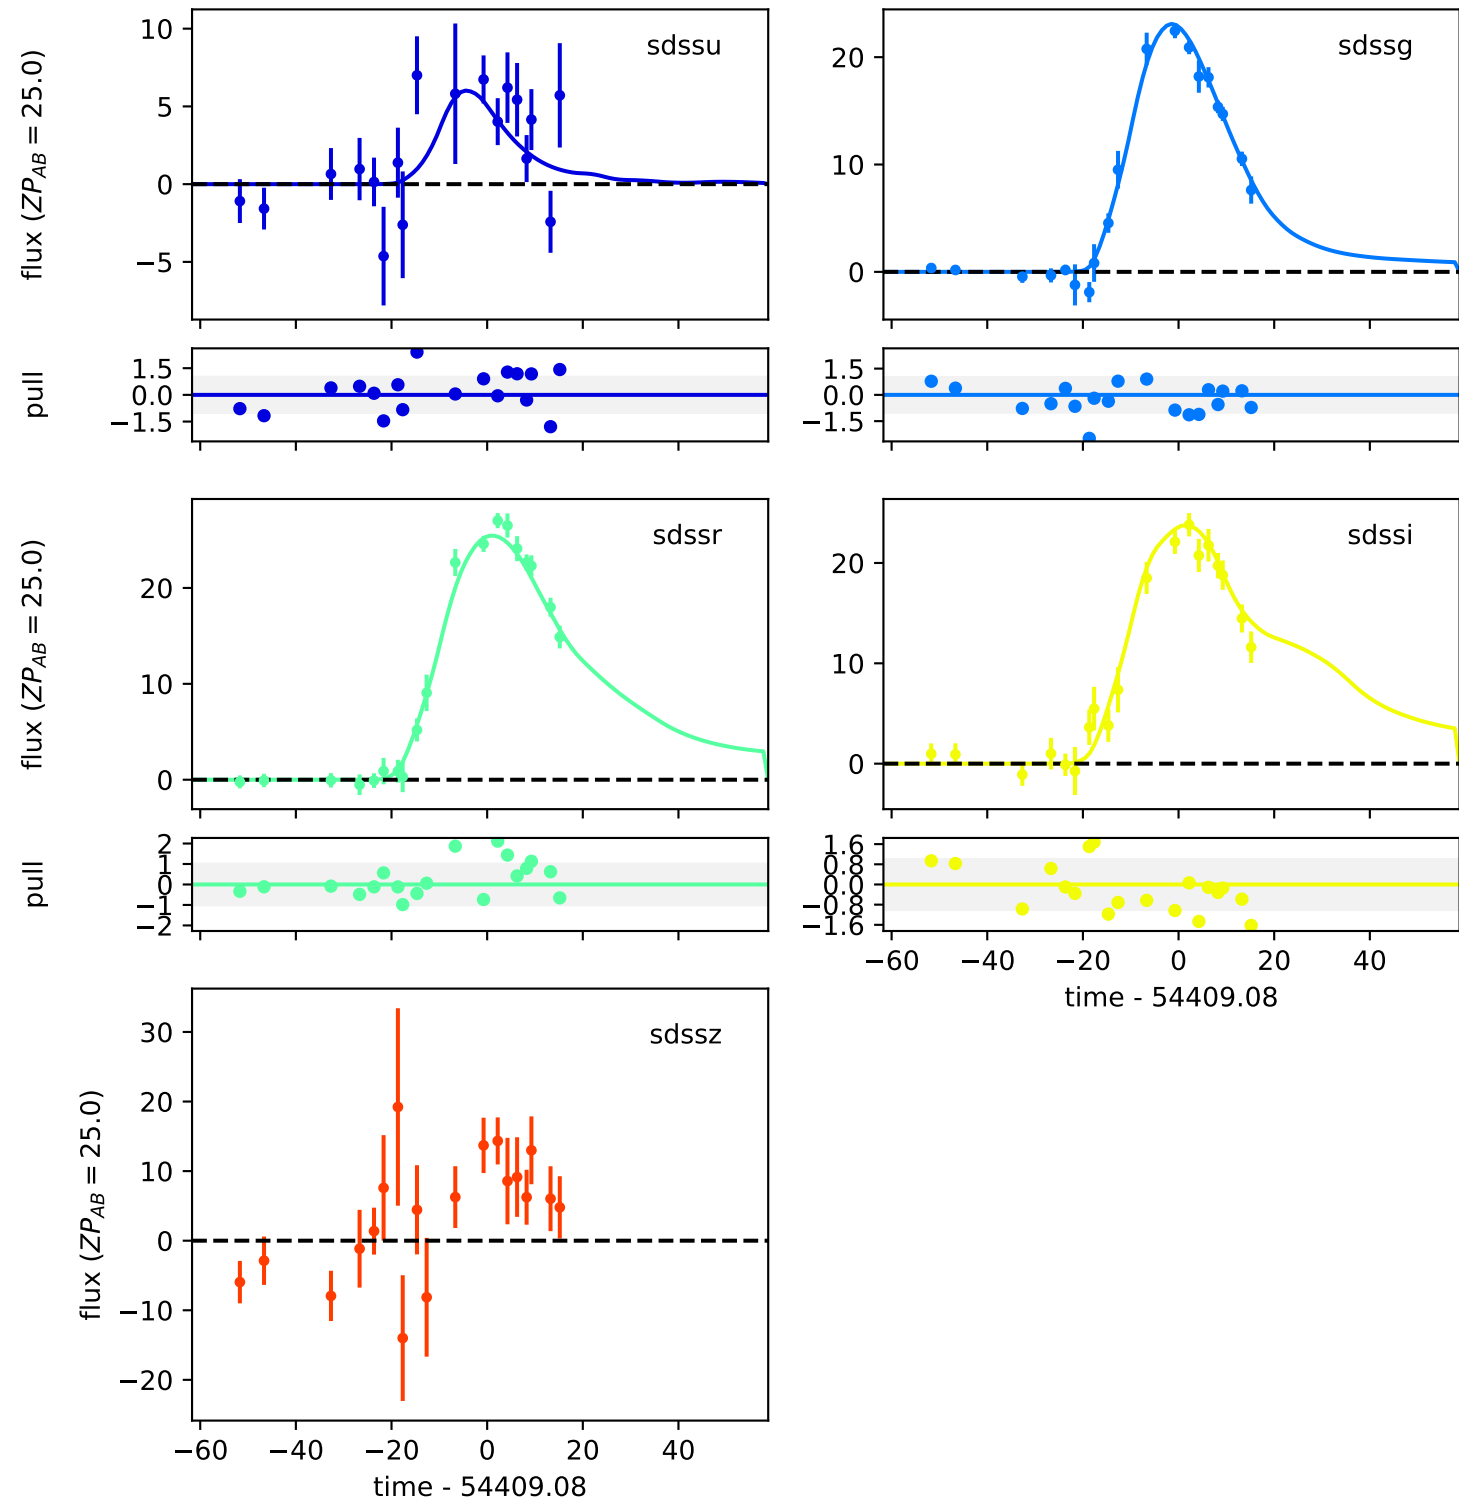 sdssu
flux (ZP_AB = 25.0)
10
5
0
−5
sdssg
20
10
0
pull
1.5
0.0
−1.5
1.5
0.0
−1.5
sdssr
flux (ZP_AB = 25.0)
20
10
0
sdssi
20
10
0
pull
2
1
0
−1
−2
1.6
0.8
0.0
−0.8
−1.6
−60 −40 −20 0 20 40
time - 54409.08
sdssz
flux (ZP_AB = 25.0)
30
20
10
0
−10
−20
−60 −40 −20 0 20 40
time - 54409.08